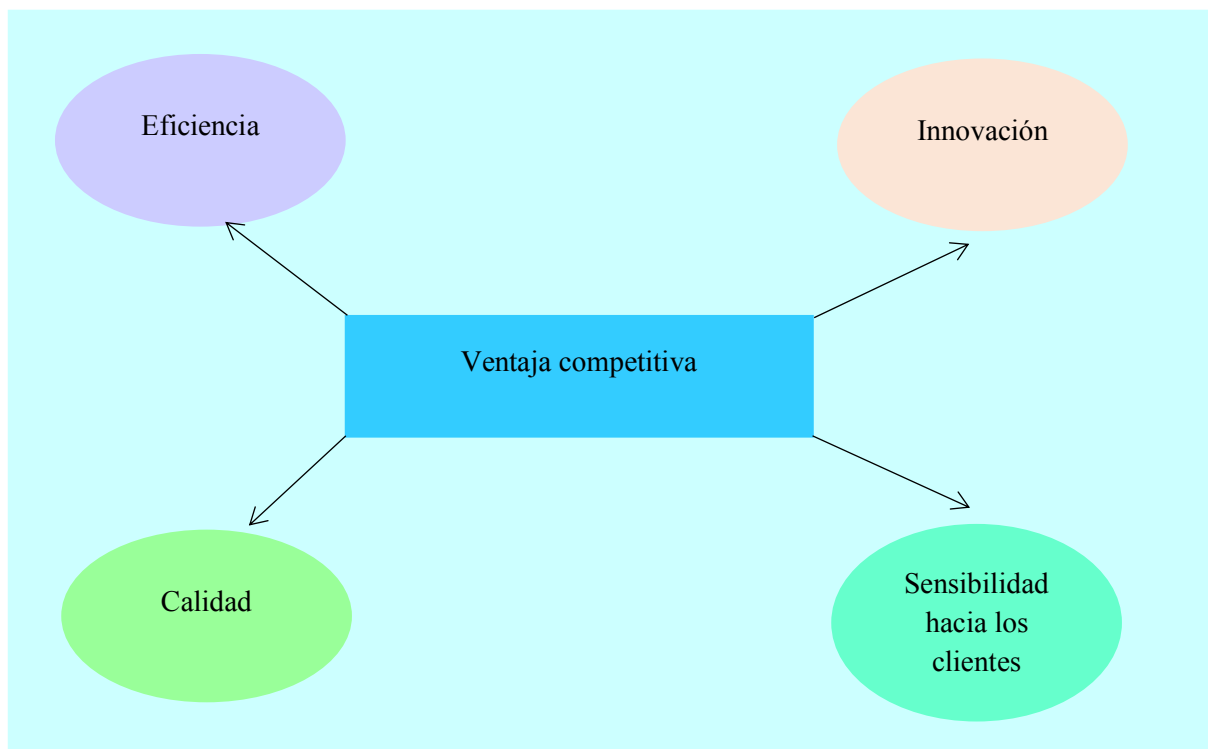 Eficiencia
Innovación
Ventaja competitiva
Calidad
Sensibilidad
hacia los
clientes